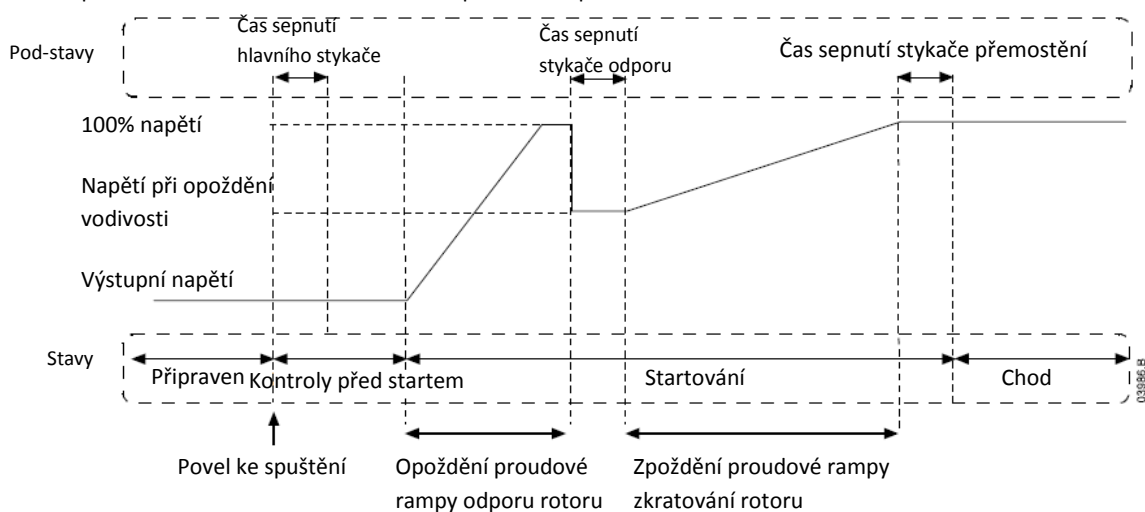 Pod-stavy
Čas sepnutí
hlavního stykače
Čas sepnutí
stykače odporu
Čas sepnutí stykače přemostění
100% napětí
Napětí při opoždění
vodivosti
Výstupní napětí
Stavy
Připraven
Kontroly před startem
Startování
Chod
03986.B
Povel ke spuštění
Opoždění proudové
rampy odporu rotoru
Zpoždění proudové rampy
zkratování rotoru